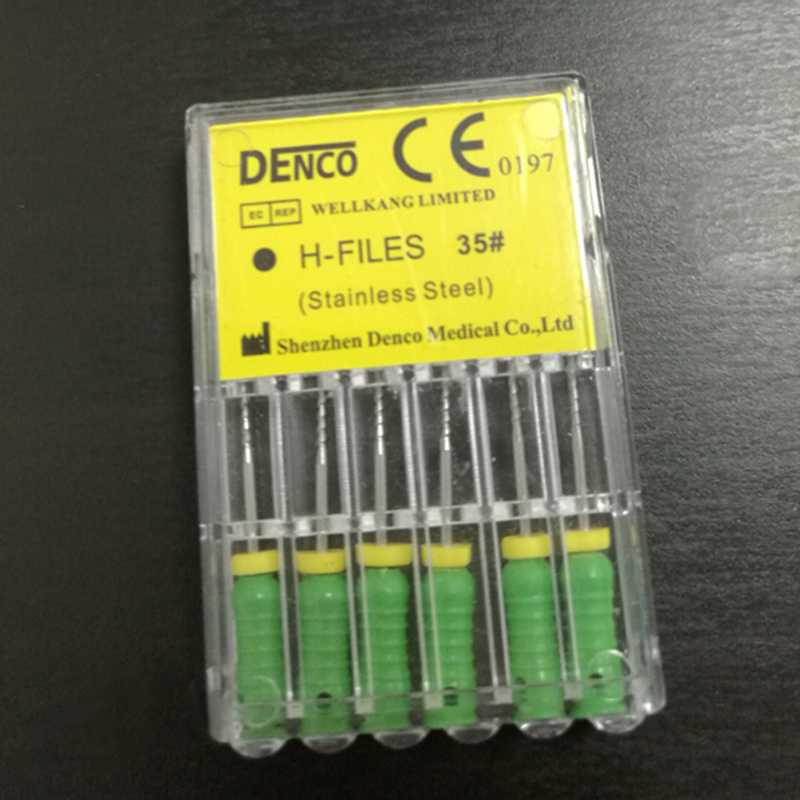 DENCO CE 0197
EC REP WELLKANG LIMITED
● H-FILES 35#
(Stainless Steel)
Shenzhen Denco Medical Co.,Ltd